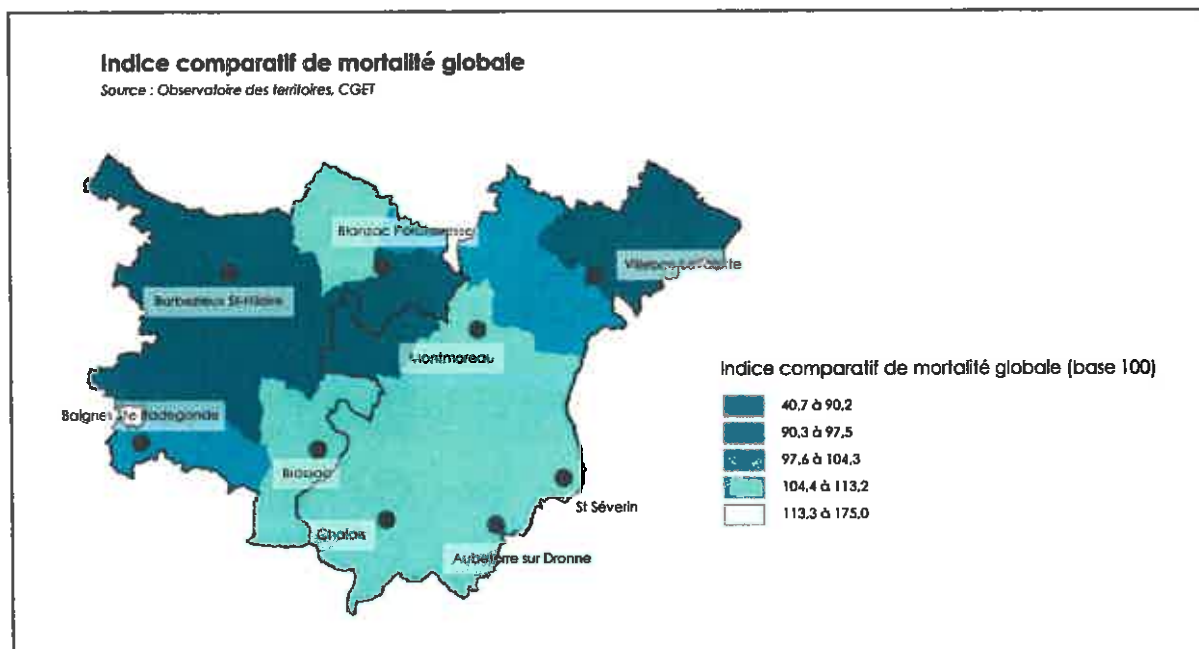 Indice comparatif de mortalité globale
Source : Observatoire des territoires, CGET
Blanzac
Villebois
Barbezieux St-Hilaire
Montmoreau
Indice comparatif de mortalité globale (base 100)
40,7 à 90,2
Baignes Ste Radegonde
90,3 à 97,5
97,6 à 104,3
Brossac
104,4 à 113,2
St Séverin
113,3 à 175,0
Chalais
Aubeterre sur Dronne